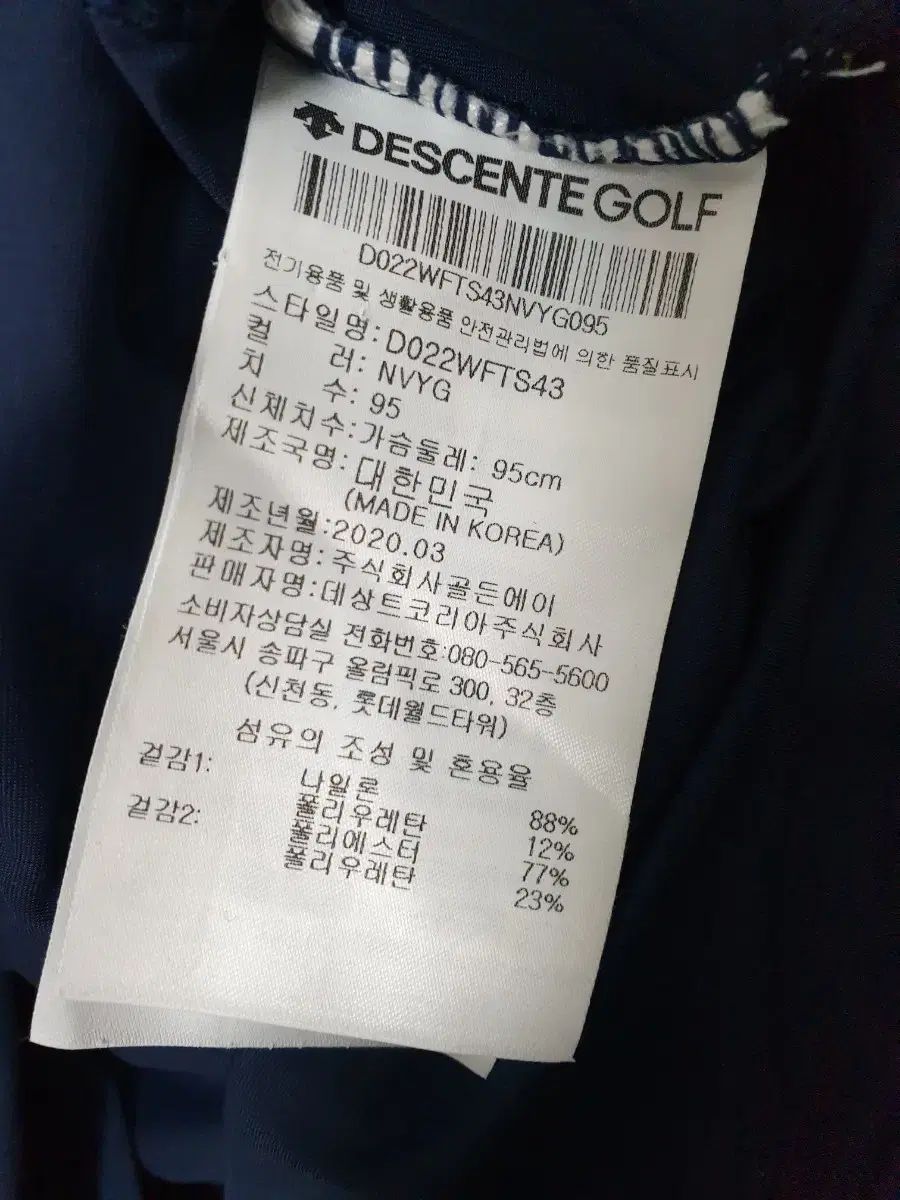 DESCENTE GOLF
D022WFTS43NVYG095
전기용품 및 생활용품 안전관리법에 의한 품질표시
스타일명: D022WFTS43
컬 러: NVYG
치 수: 95
신체치수:가슴둘레: 95cm
제조국명: 대한민국
(MADE IN KOREA)
제조년월:2020.03
제조자명: 주식회사골든에이
판매자명:데상트코리아주식회사
소비자상담실 전화번호:080-565-5600
서울시 송파구 올림픽로 300, 32층
(신천동, 롯데월드타워)
섬유의 조성 및 혼용율
겉감1: 나일론 88%
폴리우레탄 12%
겉감2: 폴리에스터 77%
폴리우레탄 23%